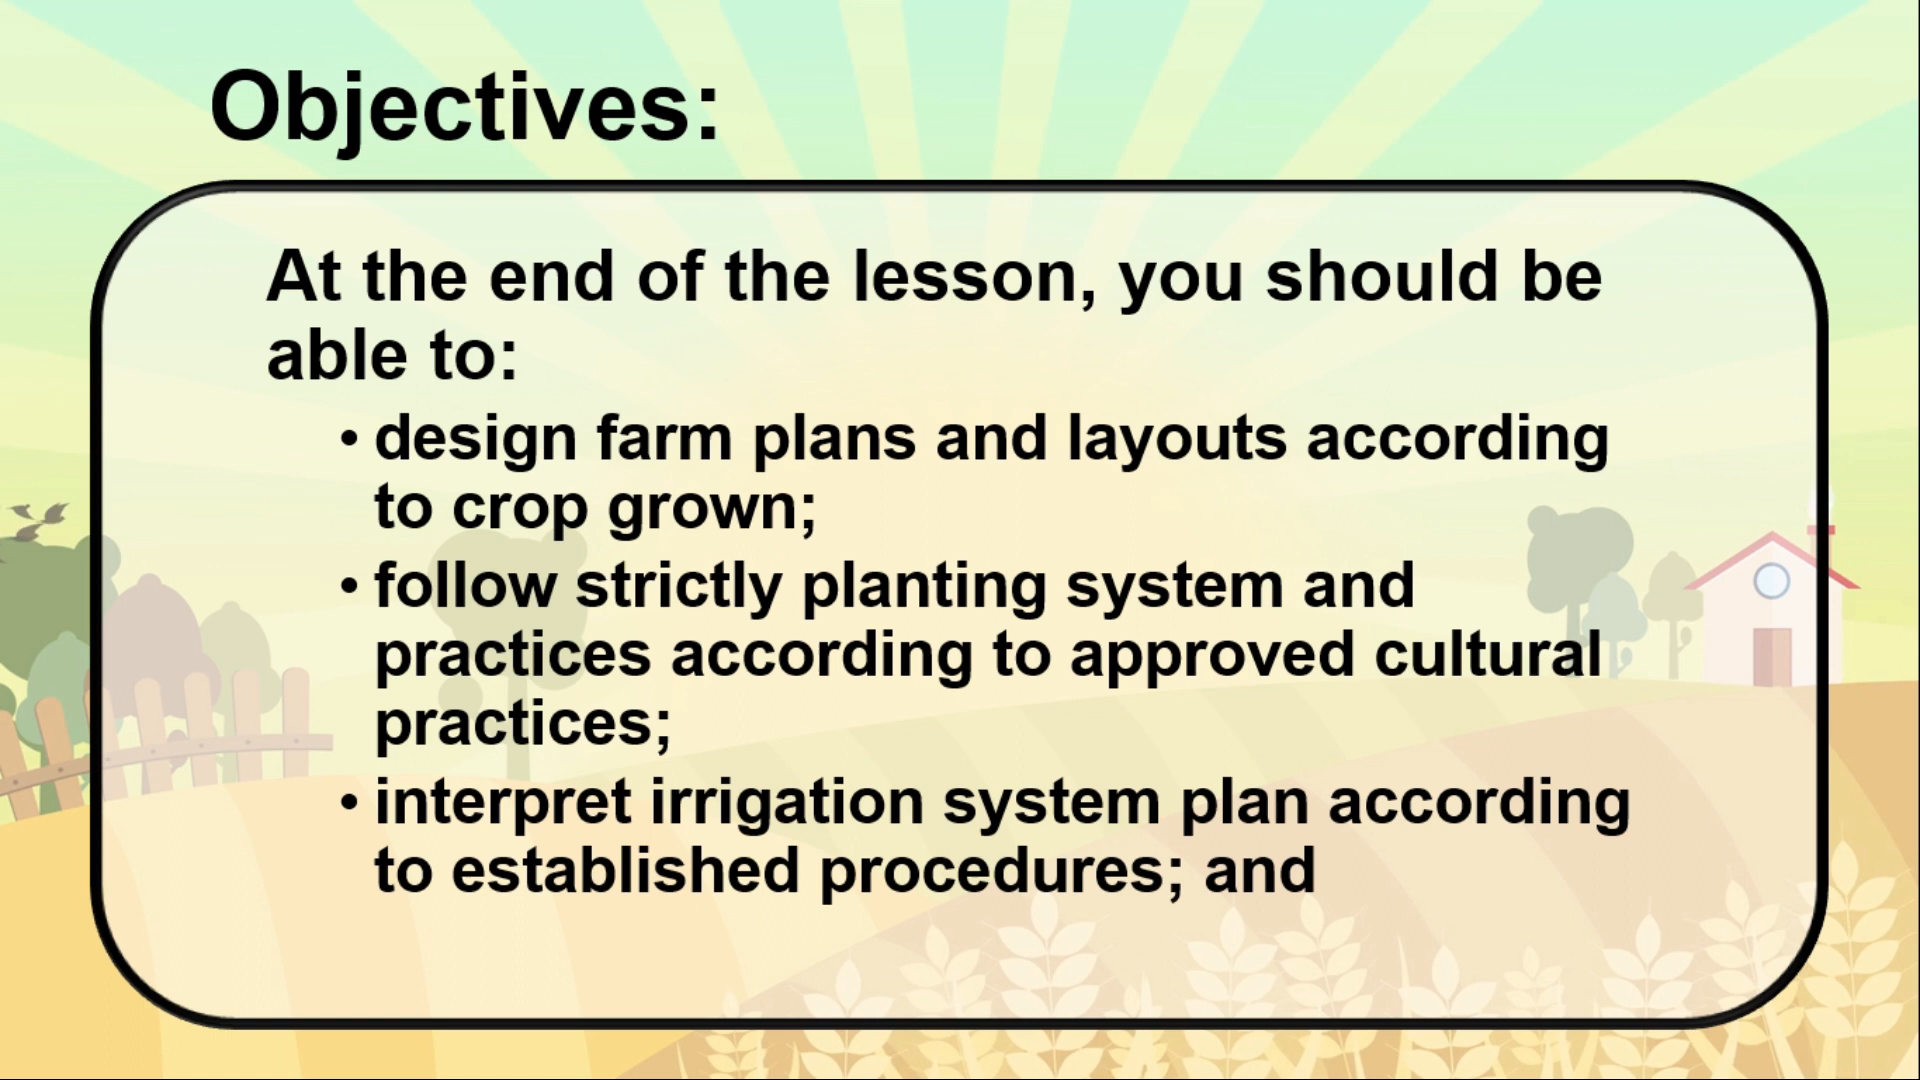 Objectives:
At the end of the lesson, you should be
able to:
• design farm plans and layouts according
to crop grown;
• follow strictly planting system and
practices according to approved cultural
practices;
• interpret irrigation system plan according
to established procedures; and